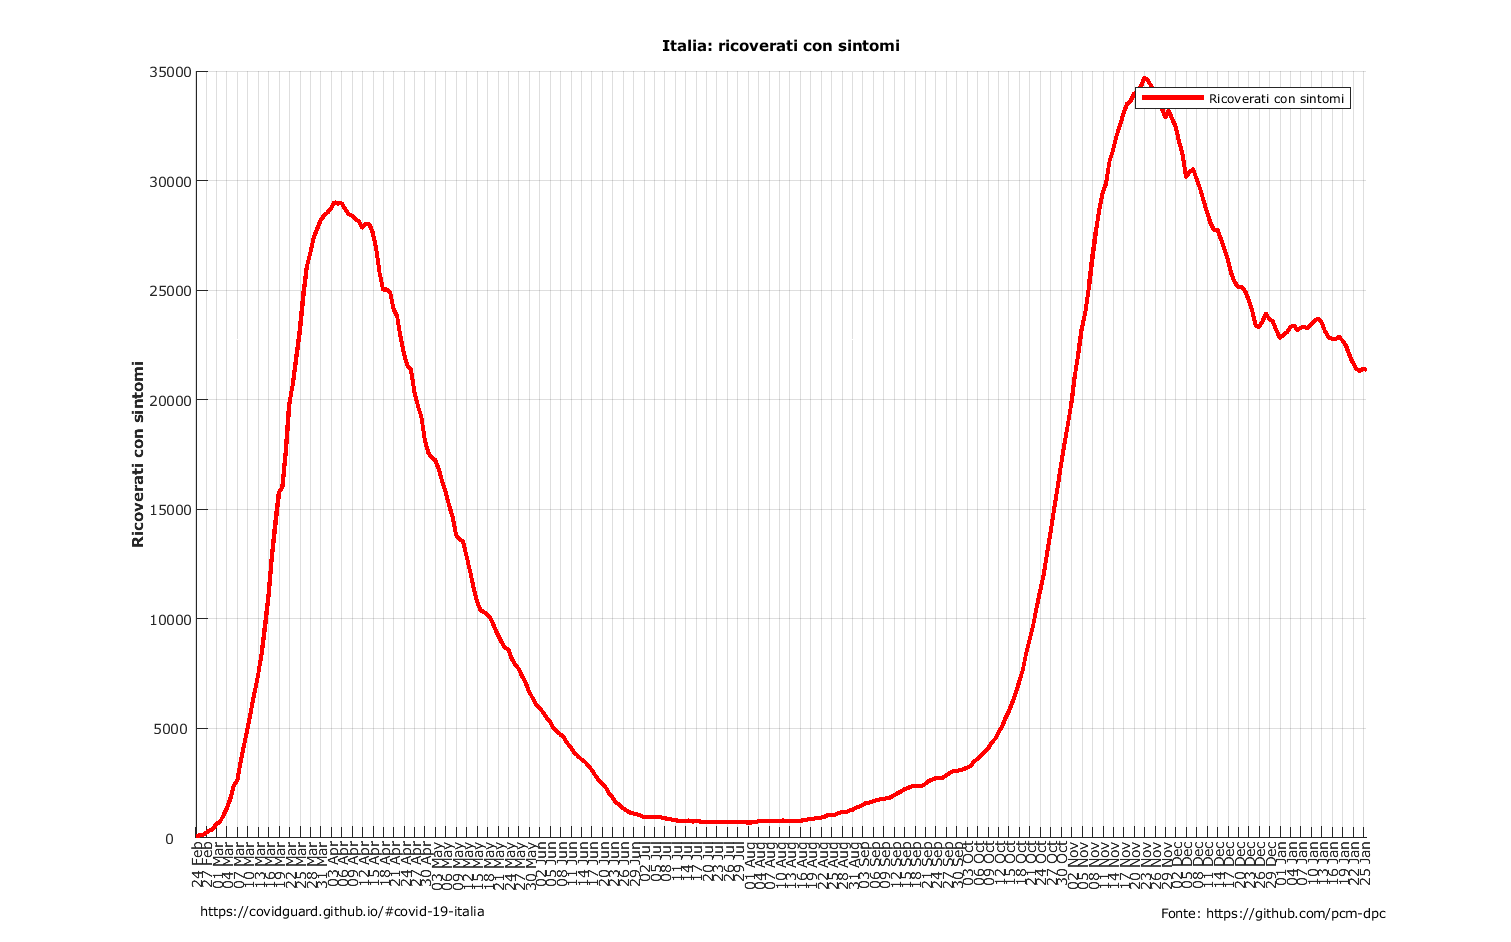 Italia: ricoverati con sintomi
Ricoverati con sintomi
35000
30000
25000
20000
15000
10000
5000
0
Ricoverati con sintomi
24 Feb
27 Feb
01 Mar
04 Mar
07 Mar
10 Mar
13 Mar
16 Mar
19 Mar
22 Mar
25 Mar
28 Mar
31 Mar
03 Apr
06 Apr
09 Apr
12 Apr
15 Apr
18 Apr
21 Apr
24 Apr
27 Apr
30 Apr
03 May
06 May
09 May
12 May
15 May
18 May
21 May
24 May
27 May
30 May
02 Jun
05 Jun
08 Jun
11 Jun
14 Jun
17 Jun
20 Jun
23 Jun
26 Jun
29 Jun
02 Jul
05 Jul
08 Jul
11 Jul
14 Jul
17 Jul
20 Jul
23 Jul
26 Jul
29 Jul
01 Aug
04 Aug
07 Aug
10 Aug
13 Aug
16 Aug
19 Aug
22 Aug
25 Aug
28 Aug
31 Aug
03 Sep
06 Sep
09 Sep
12 Sep
15 Sep
18 Sep
21 Sep
24 Sep
27 Sep
30 Sep
03 Oct
06 Oct
09 Oct
12 Oct
15 Oct
18 Oct
21 Oct
24 Oct
27 Oct
30 Oct
02 Nov
05 Nov
08 Nov
11 Nov
14 Nov
17 Nov
20 Nov
23 Nov
26 Nov
29 Nov
02 Dec
05 Dec
08 Dec
11 Dec
14 Dec
17 Dec
20 Dec
23 Dec
26 Dec
29 Dec
01 Jan
04 Jan
07 Jan
10 Jan
13 Jan
16 Jan
19 Jan
22 Jan
25 Jan
https://covidguard.github.io/#covid-19-italia
Fonte: https://github.com/pcm-dpc